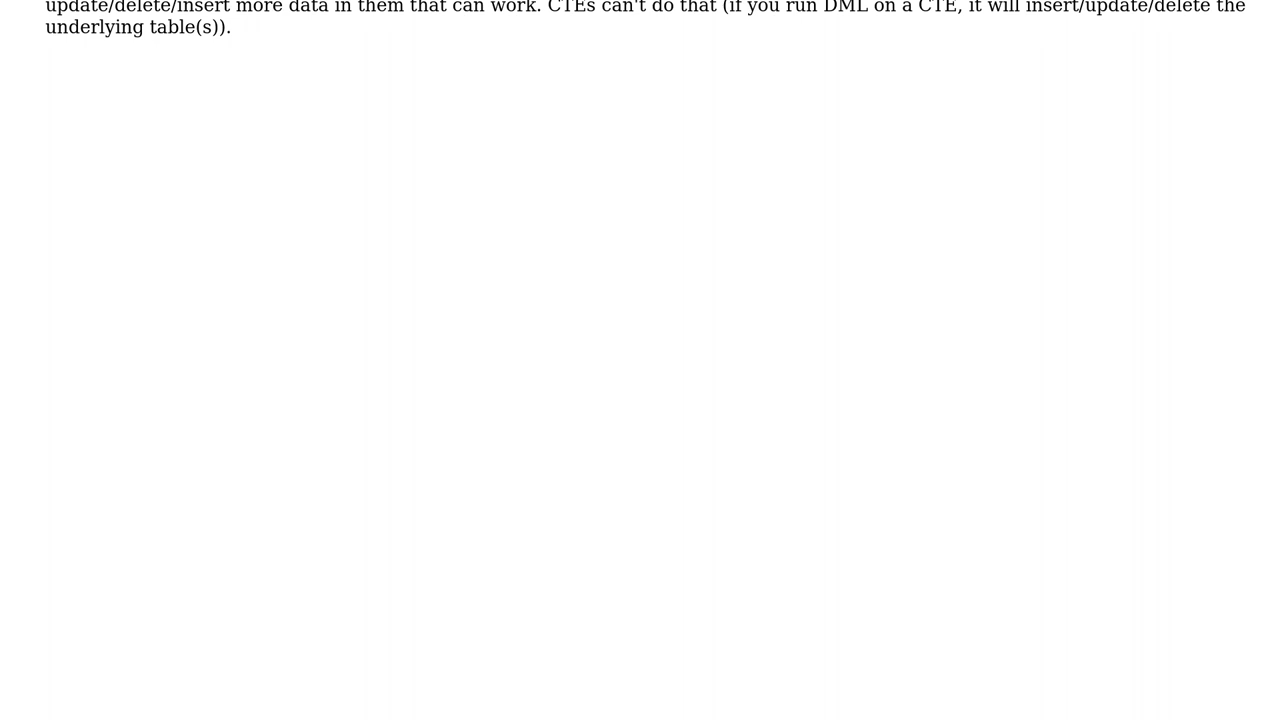 update/delete/insert more data in them that can work. CTEs can't do that (if you run DML on a CTE, it will insert/update/delete the
underlying table(s)).